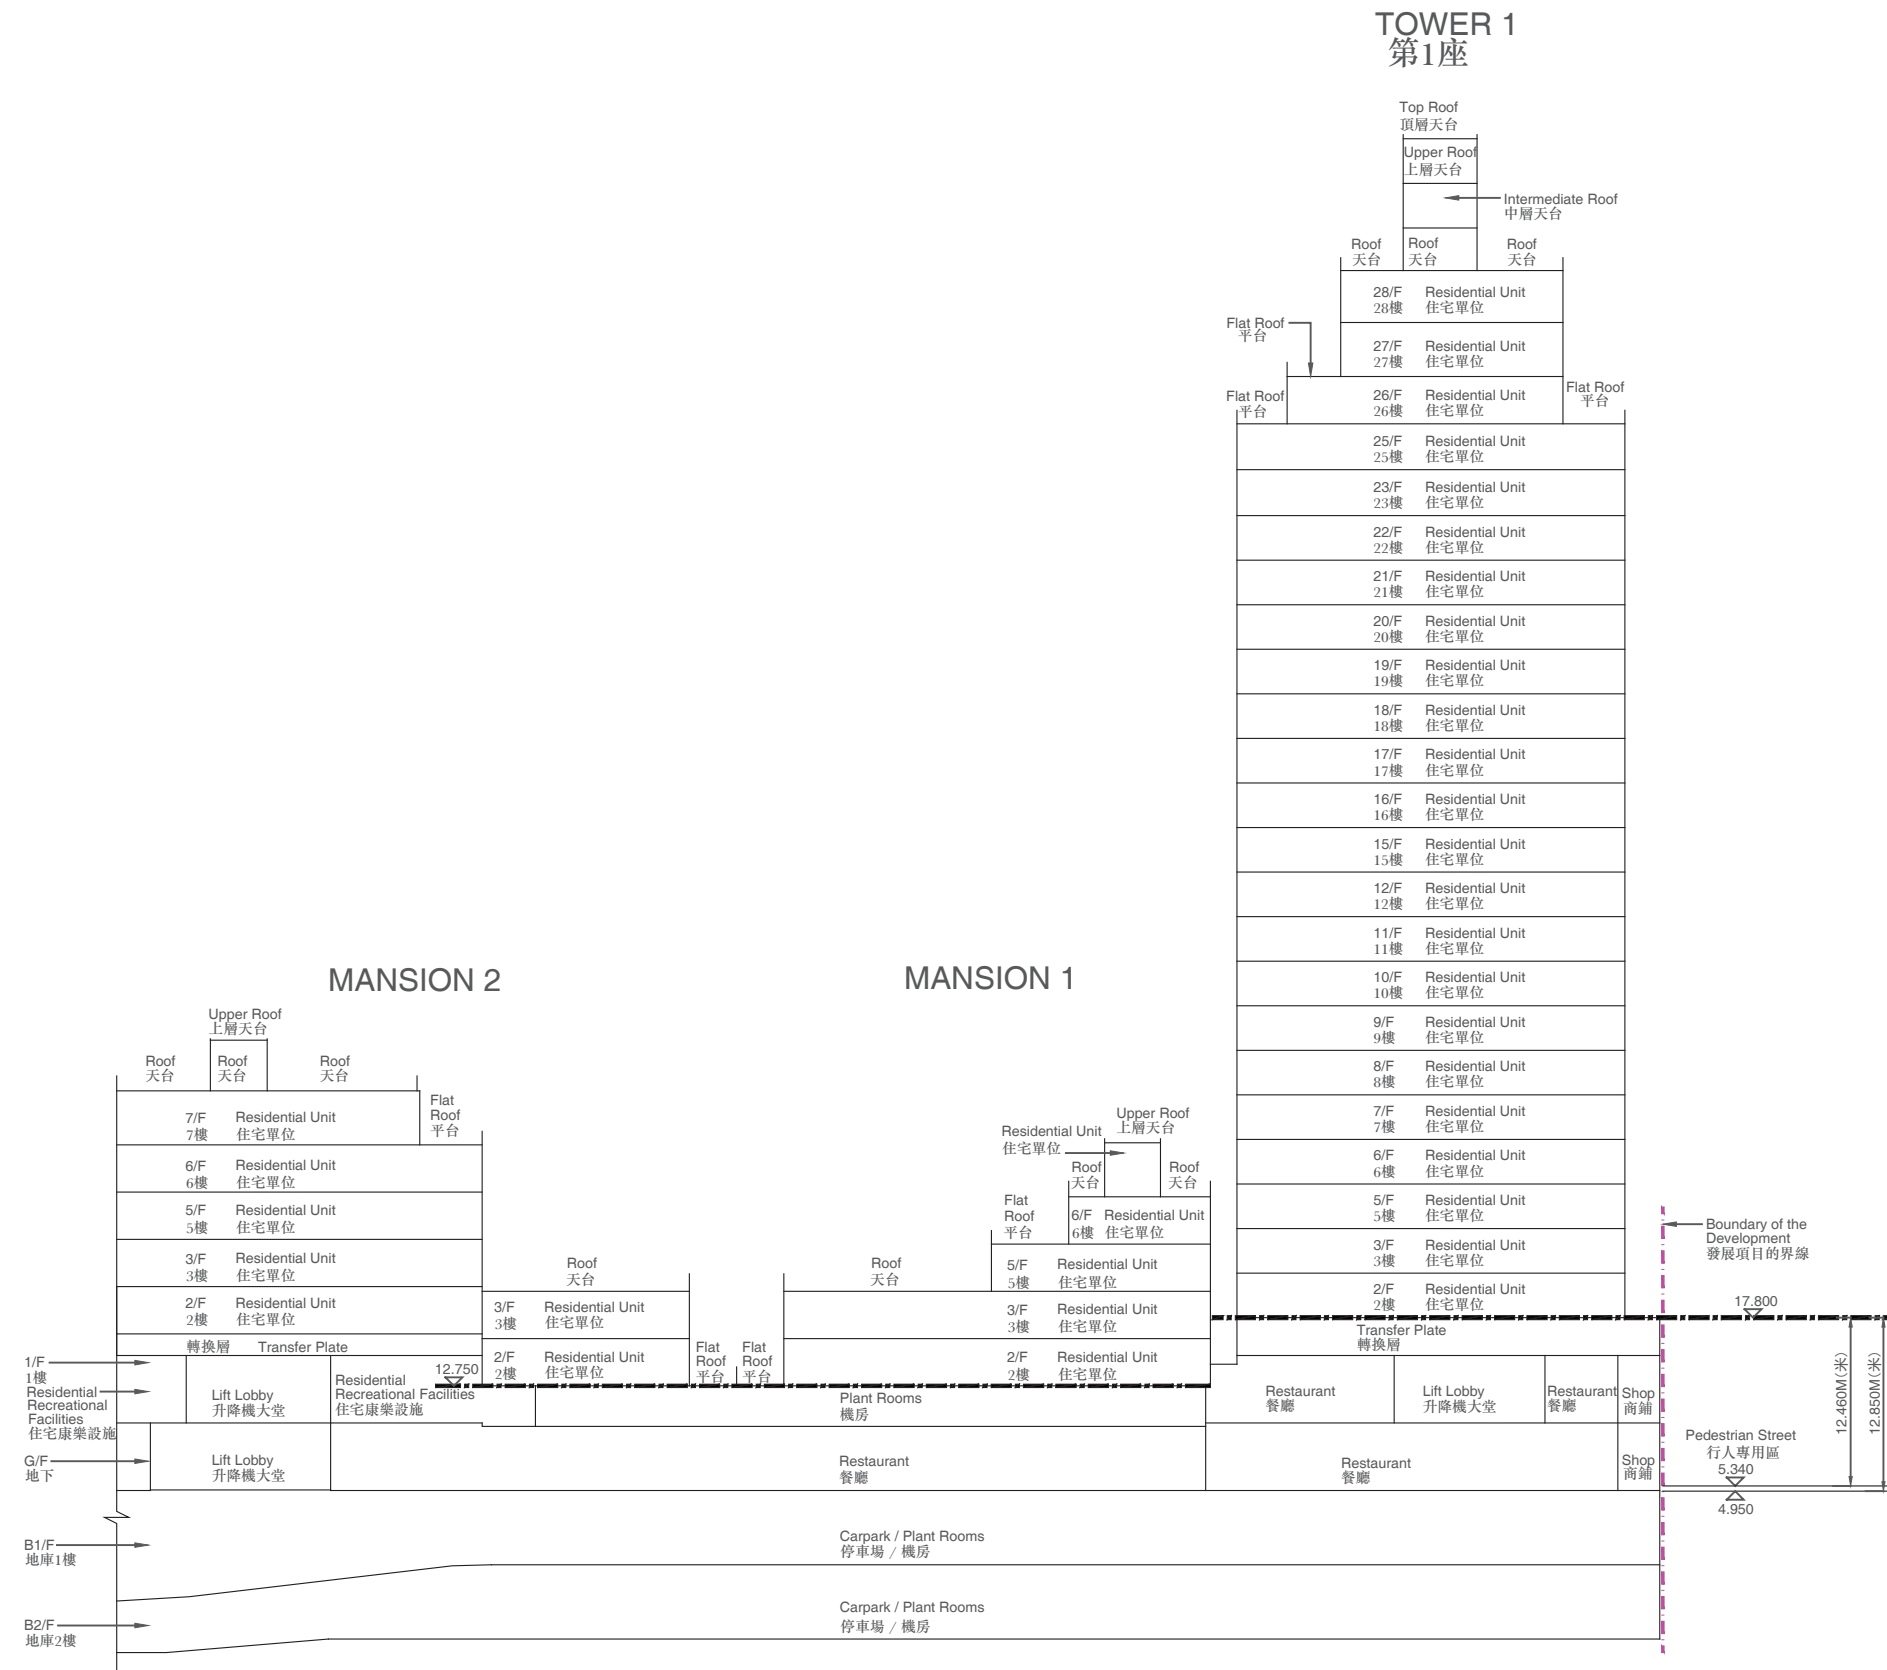 TOWER 1
第1座
Top Roof
頂層天台
Upper Roof
上層天台
Intermediate Roof
中層天台
Roof
天台
Roof
天台
Roof
天台
28/F Residential Unit
28樓 住宅單位
Flat Roof
平台
27/F Residential Unit
27樓 住宅單位
Flat Roof
平台
26/F Residential Unit
26樓 住宅單位
Flat Roof
平台
25/F Residential Unit
25樓 住宅單位
23/F Residential Unit
23樓 住宅單位
22/F Residential Unit
22樓 住宅單位
21/F Residential Unit
21樓 住宅單位
20/F Residential Unit
20樓 住宅單位
19/F Residential Unit
19樓 住宅單位
18/F Residential Unit
18樓 住宅單位
17/F Residential Unit
17樓 住宅單位
16/F Residential Unit
16樓 住宅單位
15/F Residential Unit
15樓 住宅單位
12/F Residential Unit
12樓 住宅單位
11/F Residential Unit
11樓 住宅單位
10/F Residential Unit
10樓 住宅單位
9/F Residential Unit
9樓 住宅單位
8/F Residential Unit
8樓 住宅單位
7/F Residential Unit
7樓 住宅單位
6/F Residential Unit
6樓 住宅單位
5/F Residential Unit
5樓 住宅單位
3/F Residential Unit
3樓 住宅單位
2/F Residential Unit
2樓 住宅單位
Transfer Plate
轉換層
MANSION 2
Upper Roof
上層天台
Roof
天台
Roof
天台
Roof
天台
7/F Residential Unit
7樓 住宅單位
Flat
Roof
平台
6/F Residential Unit
6樓 住宅單位
5/F Residential Unit
5樓 住宅單位
3/F Residential Unit
3樓 住宅單位
2/F Residential Unit
2樓 住宅單位
轉換層 Transfer Plate
Roof
天台
3/F Residential Unit
3樓 住宅單位
2/F Residential Unit
2樓 住宅單位
Flat
Roof
平台
12.750
MANSION 1
Upper Roof
上層天台
Residential Unit
住宅單位
Roof
天台
Roof
天台
Flat
Roof
平台
6/F Residential Unit
6樓 住宅單位
Roof
天台
5/F Residential Unit
5樓 住宅單位
3/F Residential Unit
3樓 住宅單位
Flat
Roof
平台
2/F Residential Unit
2樓 住宅單位
1/F
1樓
Residential
Recreational
Facilities
住宅康樂設施
Lift Lobby
升降機大堂
Residential
Recreational Facilities
住宅康樂設施
Plant Rooms
機房
Restaurant
餐廳
Lift Lobby
升降機大堂
Restaurant
餐廳
Shop
商鋪
G/F
地下
Lift Lobby
升降機大堂
Restaurant
餐廳
Restaurant
餐廳
Shop
商鋪
B1/F
地庫1樓
Carpark / Plant Rooms
停車場 / 機房
B2/F
地庫2樓
Carpark / Plant Rooms
停車場 / 機房
Boundary of the
Development
發展項目的界線
17.800
12.460M(米)
12.850M(米)
Pedestrian Street
行人專用區
5.340
4.950